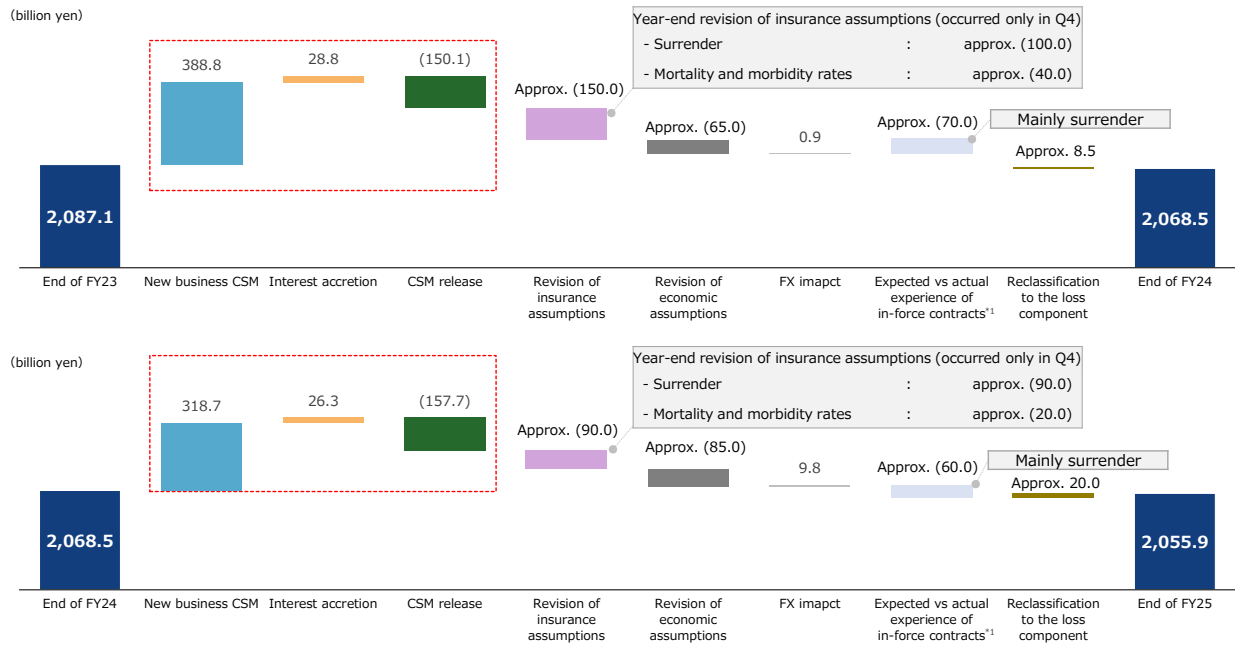 (billion yen)
Year-end revision of insurance assumptions (occurred only in Q4)
- Surrender : approx. (100.0)
- Mortality and morbidity rates : approx. (40.0)
388.8
28.8
(150.1)
Approx. (150.0)
Approx. (65.0)
0.9
Approx. (70.0)
Mainly surrender
Approx. 8.5
2,087.1
2,068.5
End of FY23
New business CSM
Interest accretion
CSM release
Revision of
insurance
assumptions
Revision of
economic
assumptions
FX imapct
Expected vs actual
experience of
in-force contracts*1
Reclassification
to the loss
component
End of FY24
(billion yen)
Year-end revision of insurance assumptions (occurred only in Q4)
- Surrender : approx. (90.0)
- Mortality and morbidity rates : approx. (20.0)
318.7
26.3
(157.7)
Approx. (90.0)
Approx. (85.0)
9.8
Approx. (60.0)
Mainly surrender
Approx. 20.0
2,068.5
2,055.9
End of FY24
New business CSM
Interest accretion
CSM release
Revision of
insurance
assumptions
Revision of
economic
assumptions
FX imapct
Expected vs actual
experience of
in-force contracts*1
Reclassification
to the loss
component
End of FY25